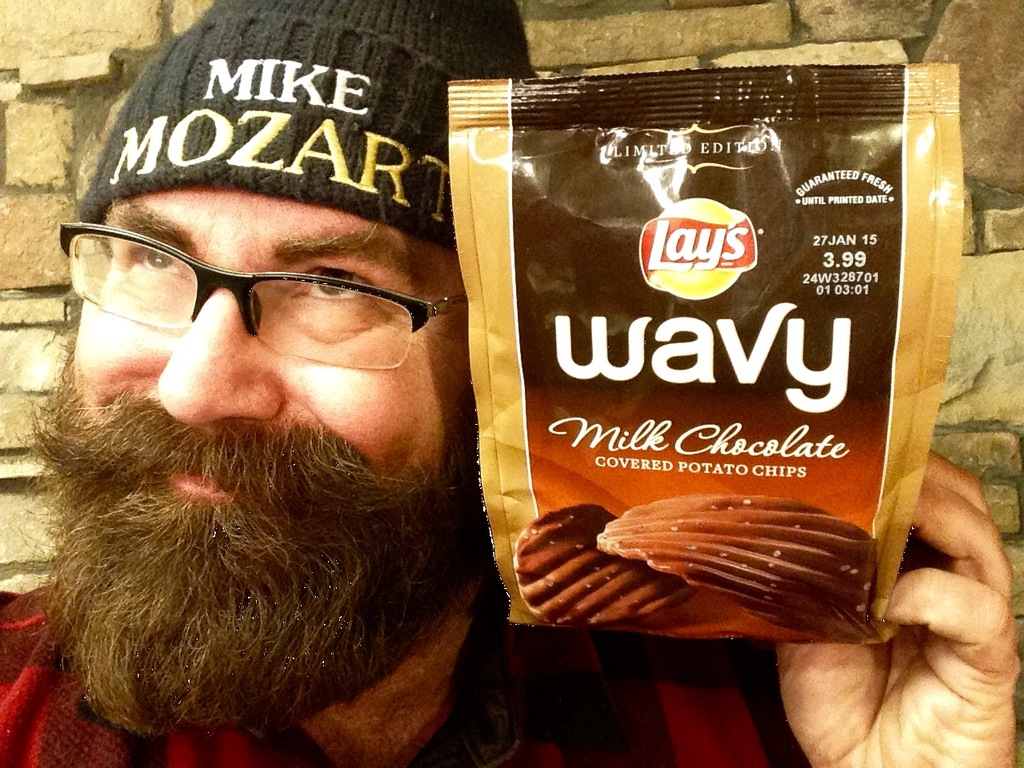 MIKE
MOZART
LIMITED EDITION
GUARANTEED FRESH
• UNTIL PRINTED DATE •
27JAN 15
3.99
24W328701
01 03:01
Lay's
wavy
Milk Chocolate
COVERED POTATO CHIPS